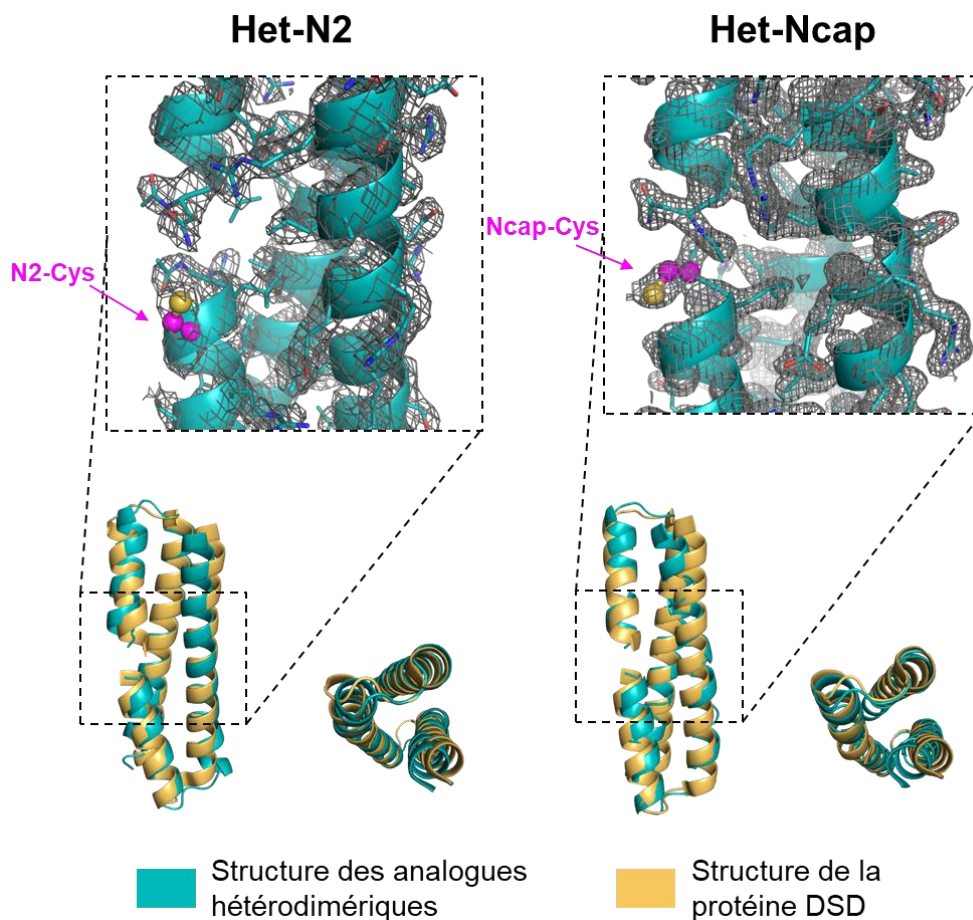 Het-N2
Het-Ncap
N2-Cys
Ncap-Cys
Structure des analogues
hétérodimériques
Structure de la
protéine DSD